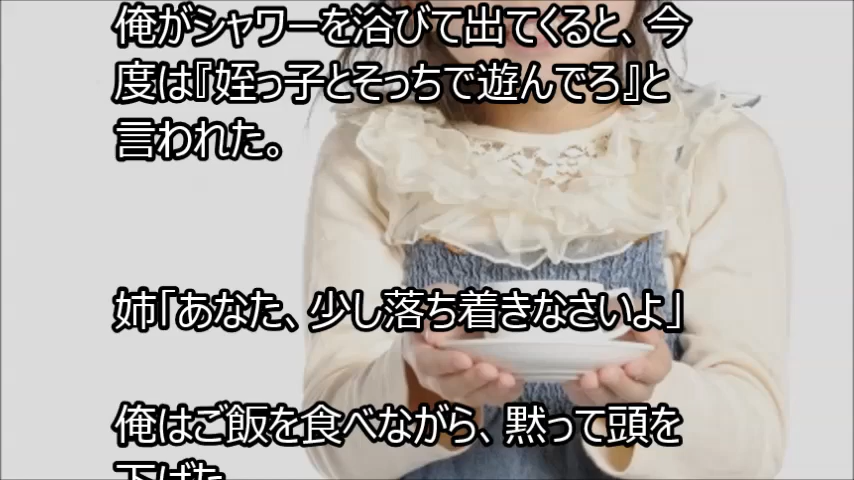 俺がシャワーを浴びて出てくると、今
度は『姪っ子とそっちで遊んでろ』と
言われた。
姉「あなた、少し落ち着きなさいよ」
俺はご飯を食べながら、黙って頭を
下げた